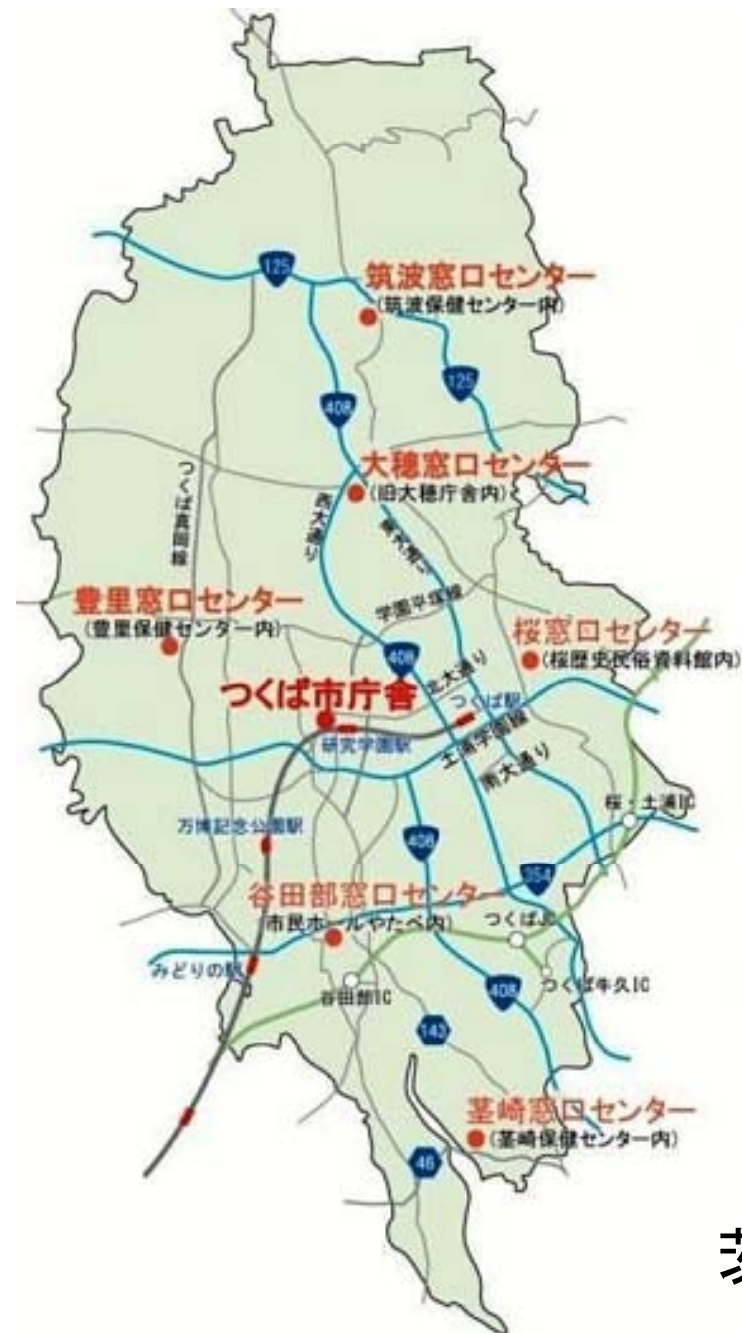 125
筑波窓口センター
(筑波保健センター内)
125
408
大穂窓口センター
(旧大穂庁舎内)
つくば真岡線
西大通り
学園平塚線
豊里窓口センター
(豊里保健センター内)
桜窓口センター
(桜歴史民俗資料館内)
408
北大通り
つくば市庁舎
つくば駅
研究学園駅
土浦学園線
南大通り
桜・土浦IC
万博記念公園駅
408
354
谷田部窓口センター
市民ホールやたべ内)
つくばJC
みどりの駅
谷田部IC
つくば牛久IC
408
143
茎崎窓口センター
(茎崎保健センター内)
46